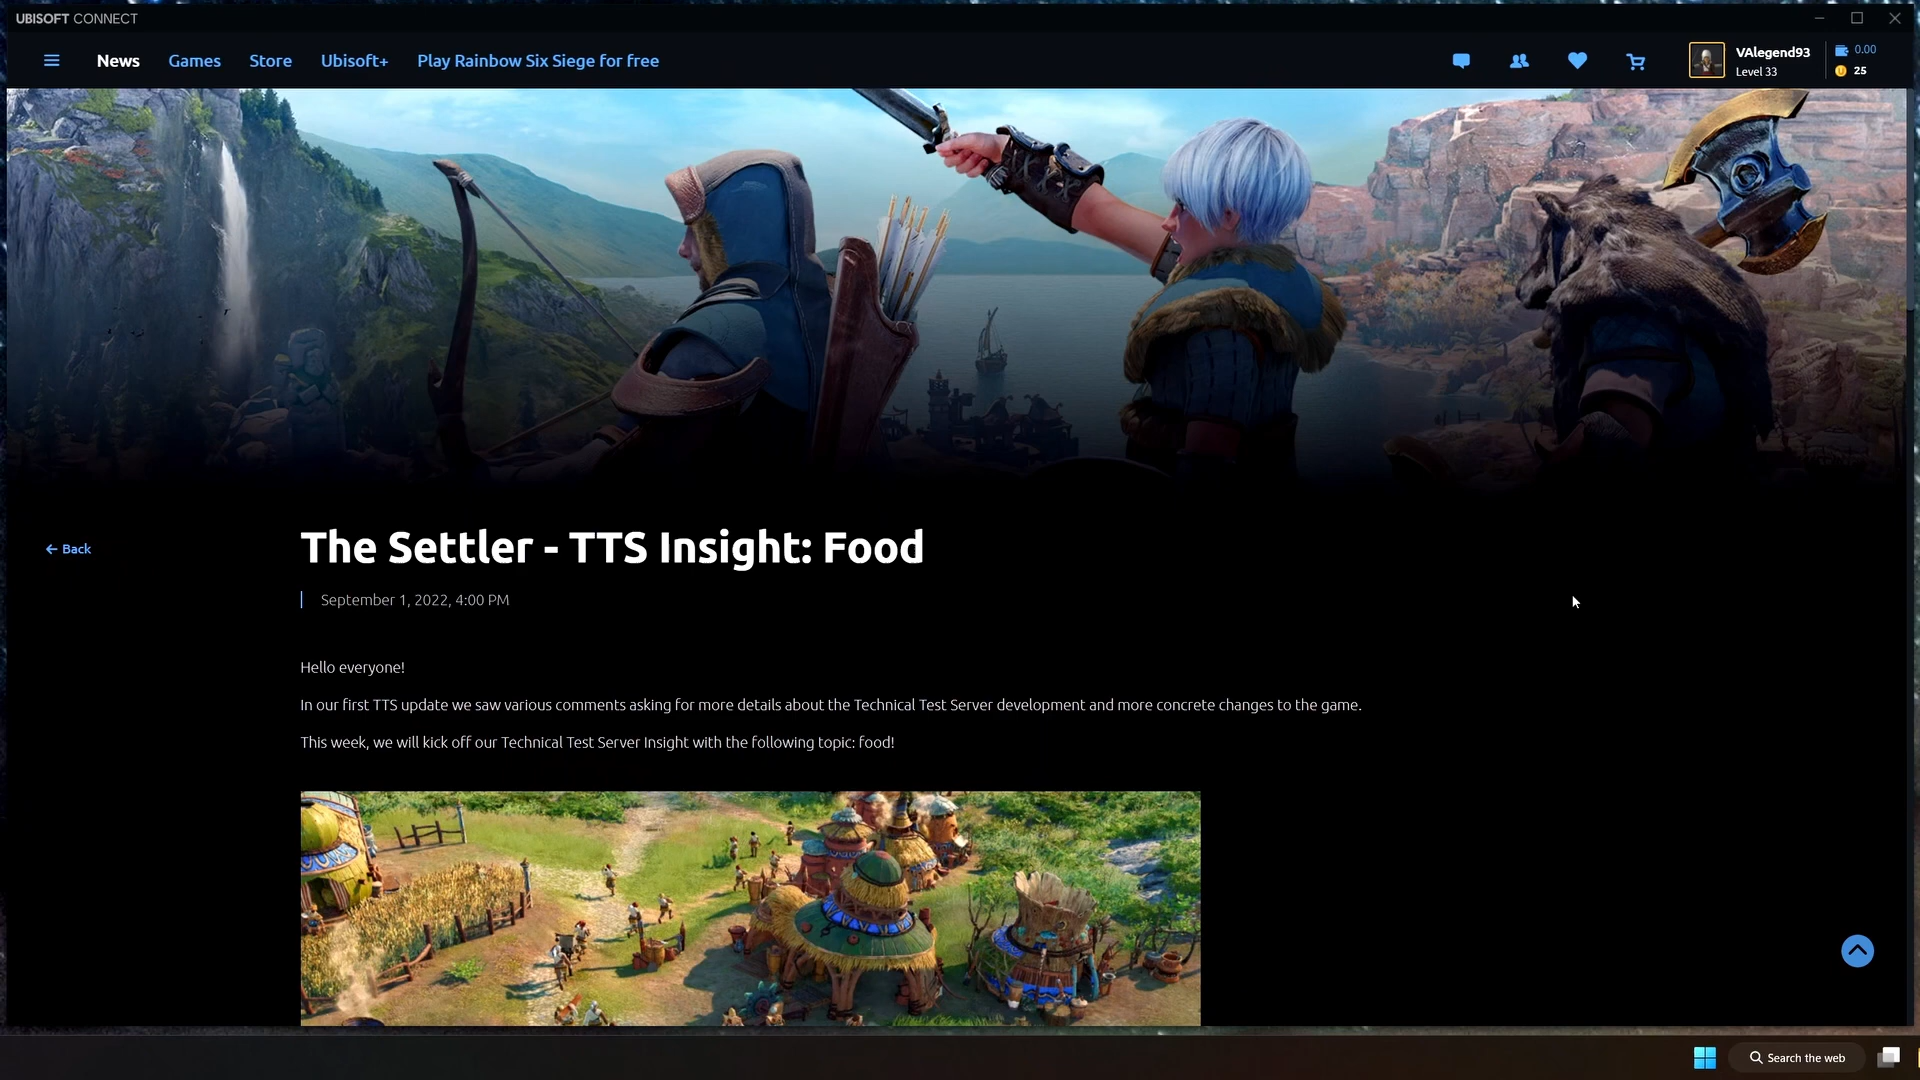 UBISOFT CONNECT
News Games Store Ubisoft+ Play Rainbow Six Siege for free
VAlegend93
Level 33
0.00
25
Back
The Settler - TTS Insight: Food
September 1, 2022, 4:00 PM
Hello everyone!
In our first TTS update we saw various comments asking for more details about the Technical Test Server development and more concrete changes to the game.
This week, we will kick off our Technical Test Server Insight with the following topic: food!
Search the web